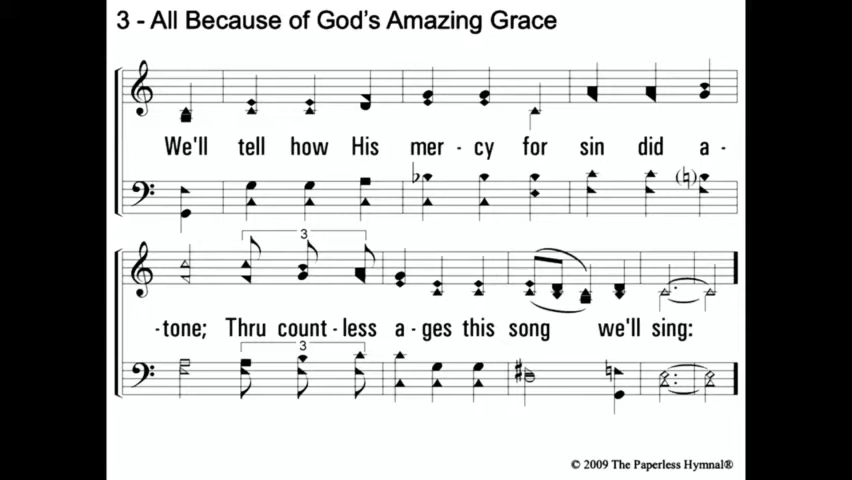 3 - All Because of God's Amazing Grace
We'll tell how His mer - cy for sin did a -
3
- tone; Thru count - less a - ges this song we'll sing:
3
© 2009 The Paperless Hymnal®